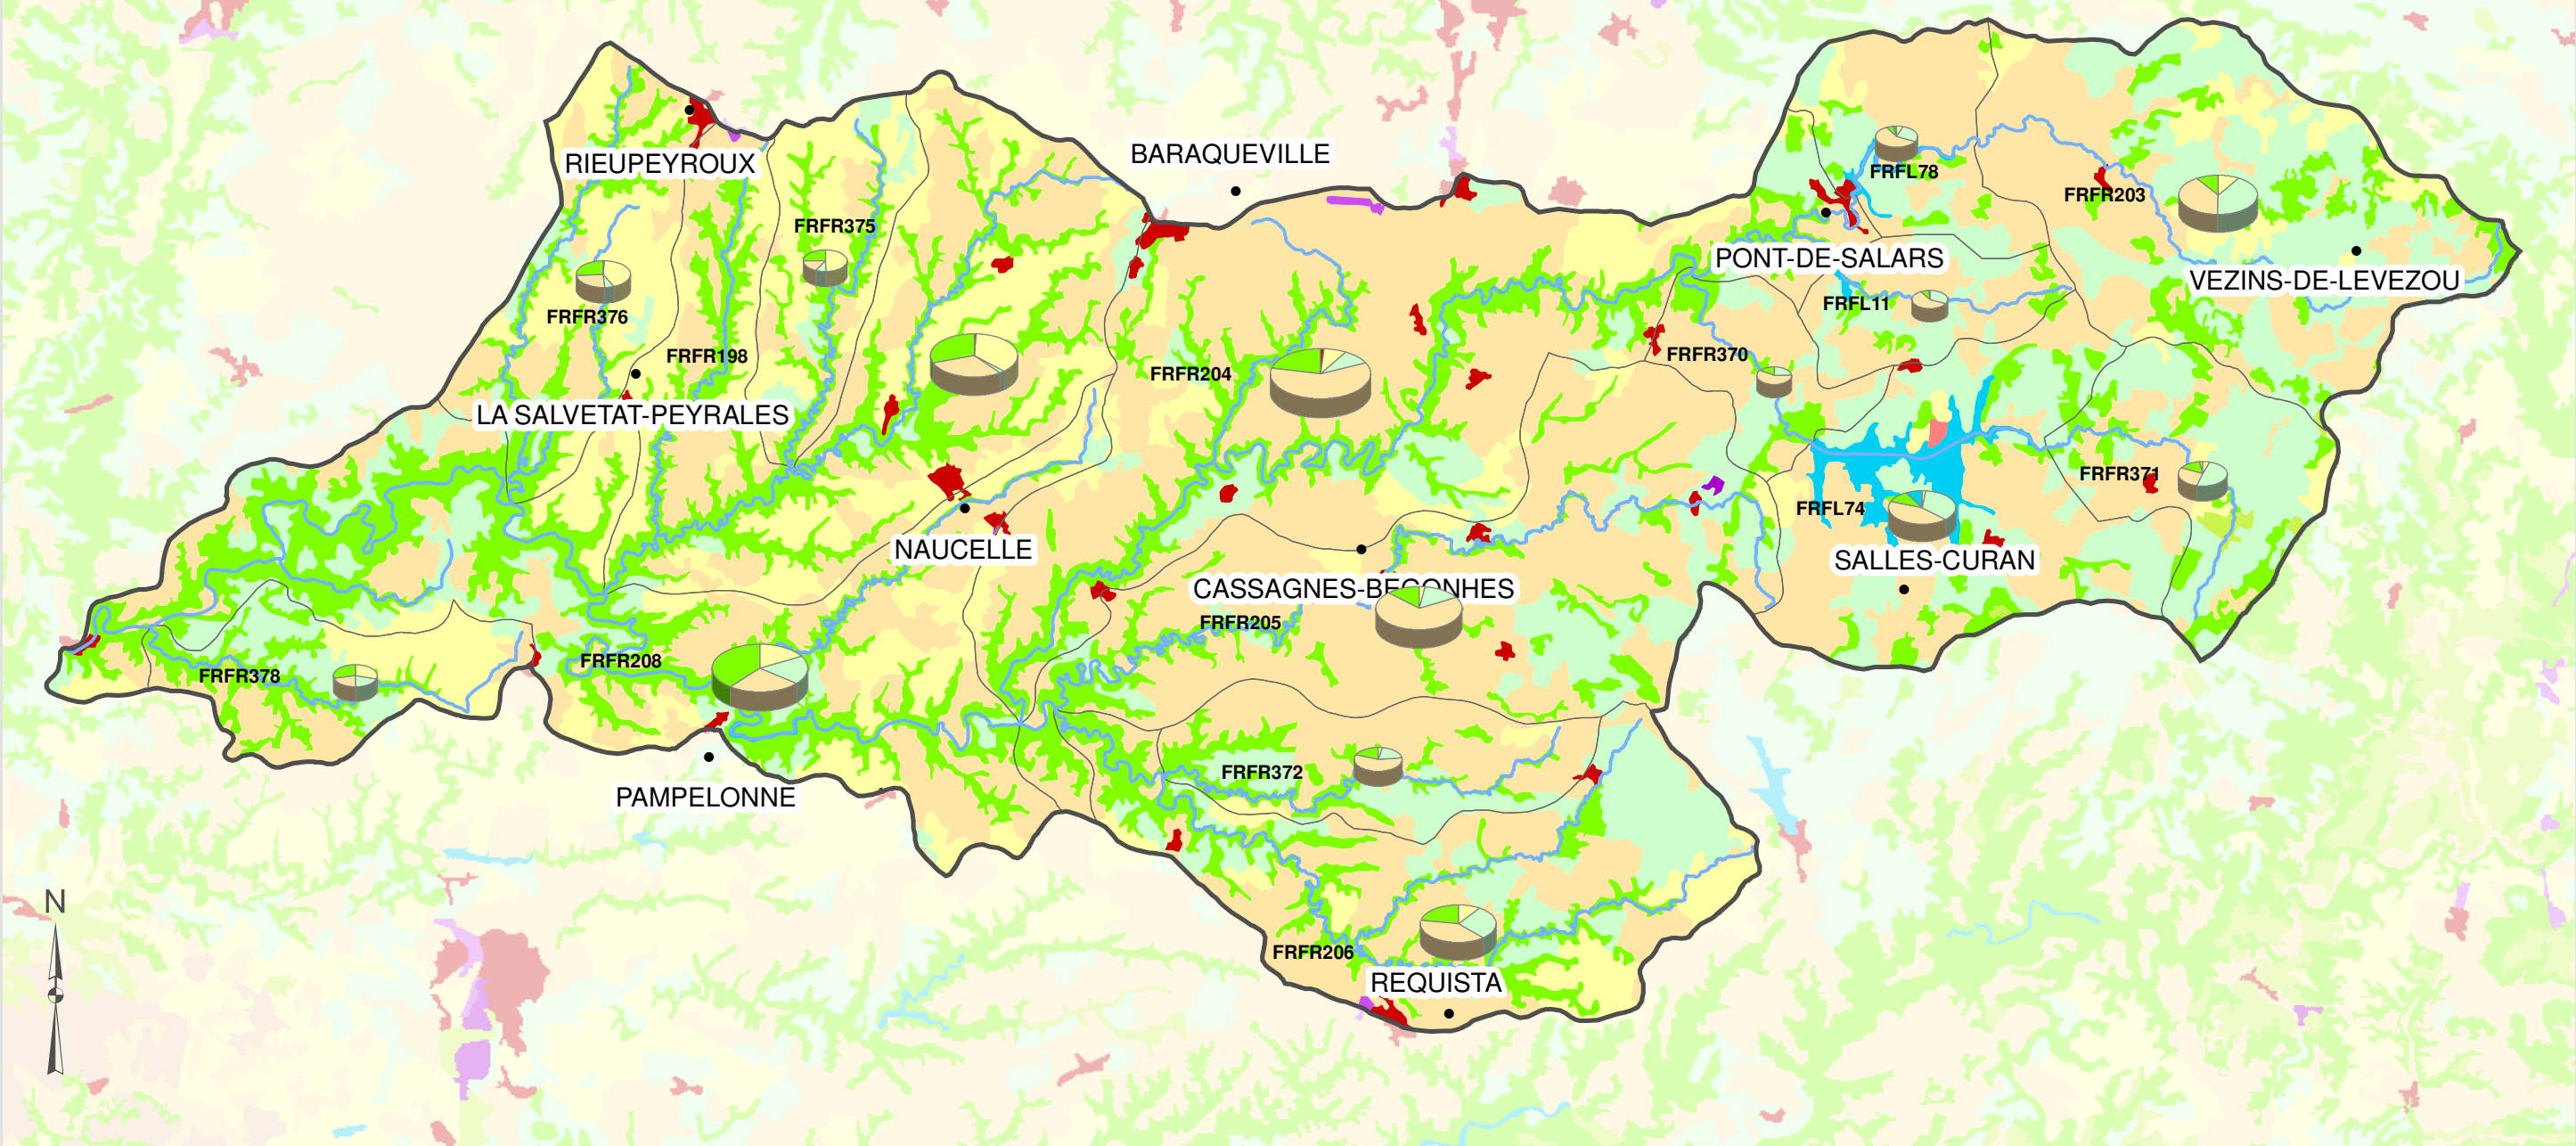 BARAQUEVILLE
RIEUPEYROUX
FRFL78
FRFR203
FRFR375
PONT-DE-SALARS
VEZINS-DE-LEVEZOU
FRFL11
FRFR376
FRFR198
FRFR370
FRFR204
LA SALVETAT-PEYRALES
FRFR371
FRFL74
NAUCELLE
SALLES-CURAN
CASSAGNES-BEGONHES
FRFR205
FRFR208
FRFR378
FRFR372
PAMPELONNE
N
FRFR206
REQUISTA